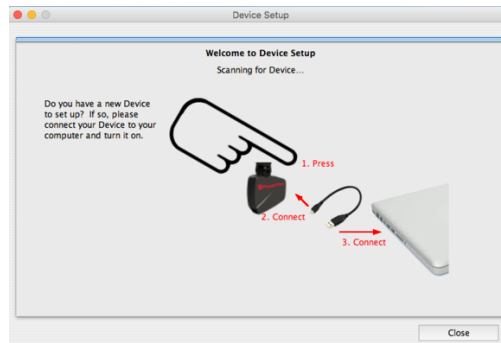 Device Setup
Welcome to Device Setup
Scanning for Device...
Do you have a new Device
to set up? If so, please
connect your Device to your
computer and turn it on.
1. Press
2. Connect
3. Connect
Close